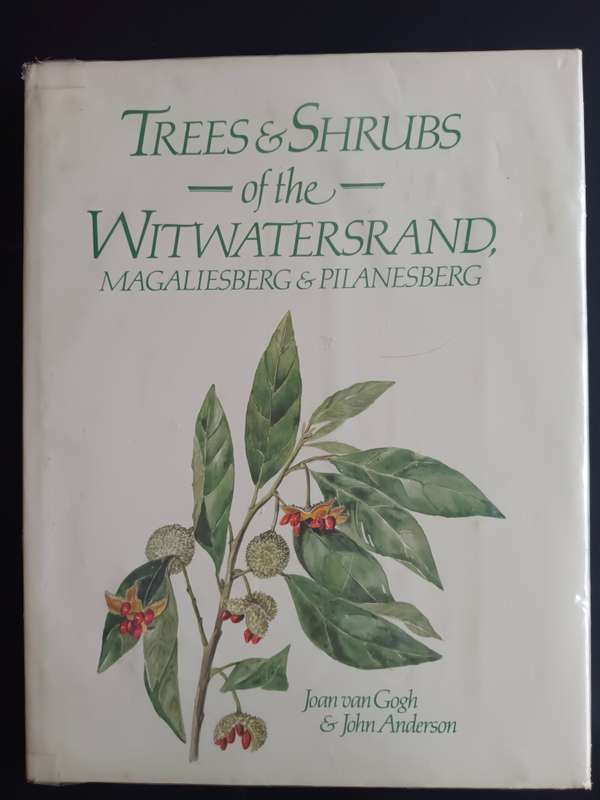 TREES & SHRUBS
of the
WITWATERSRAND,
MAGALIESBERG & PILANESBERG
Joan van Gogh
& John Anderson